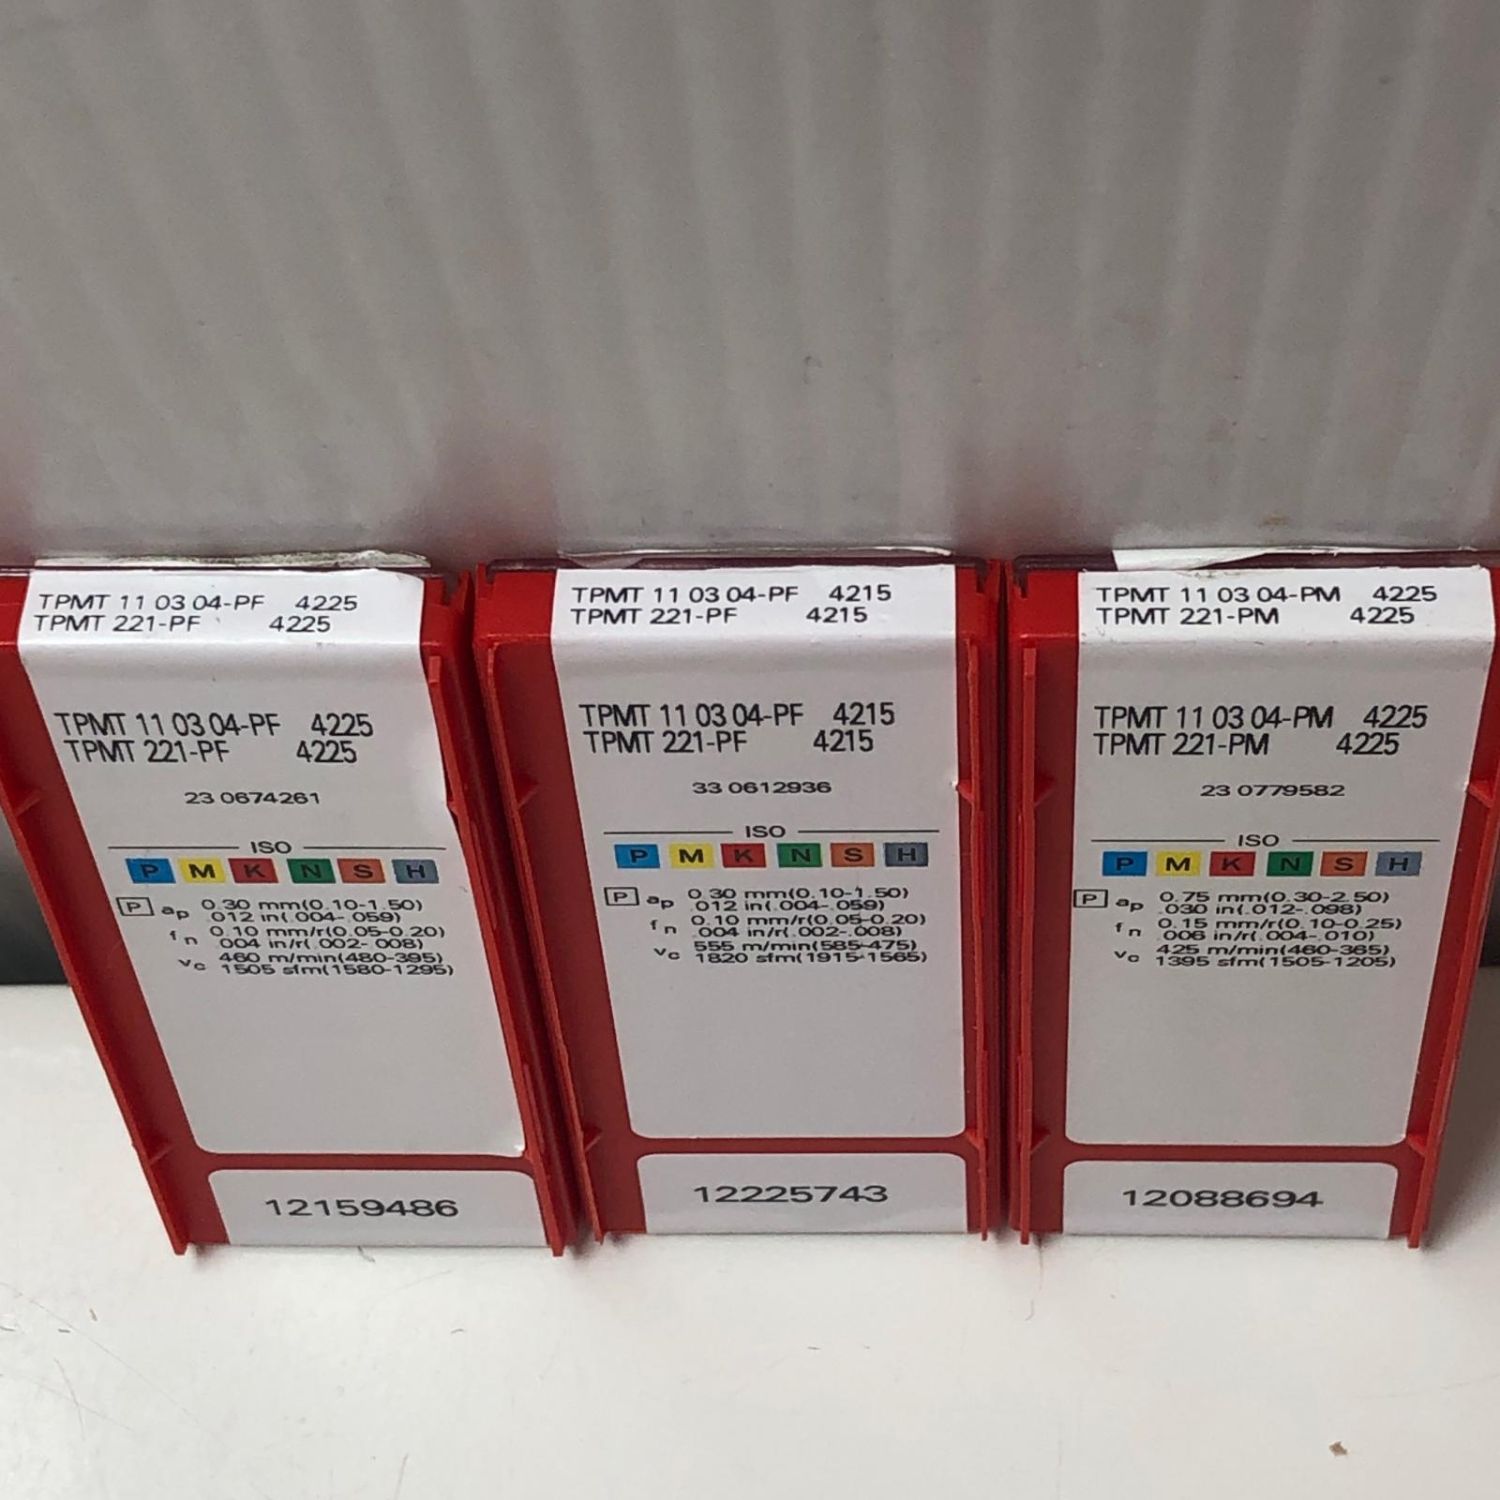 TPMT 11 03 04-PF 4225
TPMT 221-PF 4225
TPMT 11 03 04-PF 4225
TPMT 221-PF 4225
23 0674261
ISO
P M K N S H
P ap 0.30 mm(0.10-1.50)
.012 in(.004-.059)
fn 0.10 mm/r(0.05-0.20)
.004 in/r(.002-.008)
vc 460 m/min(480-395)
1505 sfm(1580-1295)
12159486
TPMT 11 03 04-PF 4215
TPMT 221-PF 4215
TPMT 11 03 04-PF 4215
TPMT 221-PF 4215
33 0612936
ISO
P M K N S H
P ap 0.30 mm(0.10-1.50)
.012 in(.004-.059)
fn 0.10 mm/r(0.05-0.20)
.004 in/r(.002-.008)
vc 555 m/min(585-475)
1820 sfm(1915-1565)
12225743
TPMT 11 03 04-PM 4225
TPMT 221-PM 4225
TPMT 11 03 04-PM 4225
TPMT 221-PM 4225
23 0779582
ISO
P M K N S H
P ap 0.75 mm(0.30-2.50)
.030 in(.012-.098)
fn 0.15 mm/r(0.10-0.25)
.006 in/r(.004-.010)
vc 425 m/min(460-365)
1395 sfm(1505-1205)
12088694